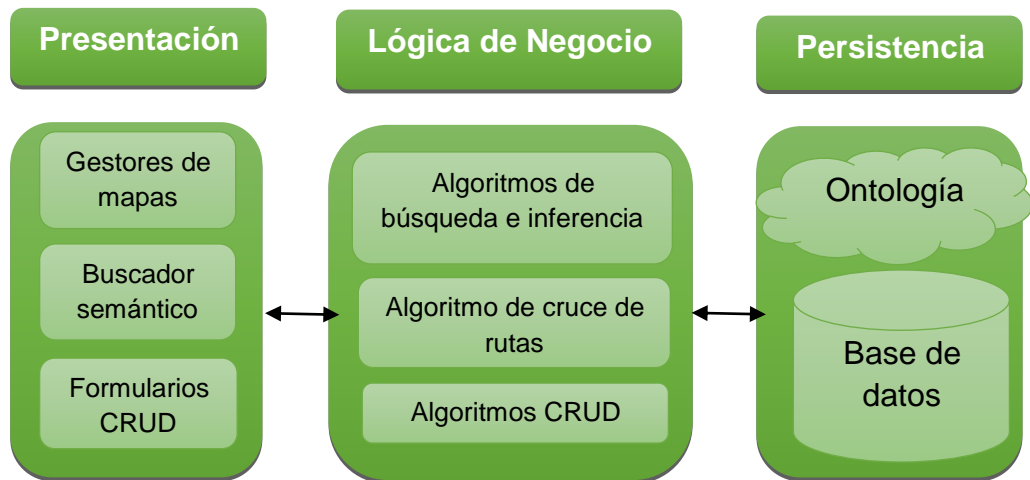 Presentación
Lógica de Negocio
Persistencia
Gestores de
mapas
Buscador
semántico
Formularios
CRUD
Algoritmos de
búsqueda e inferencia
Algoritmo de cruce de
rutas
Algoritmos CRUD
Ontología
Base de
datos